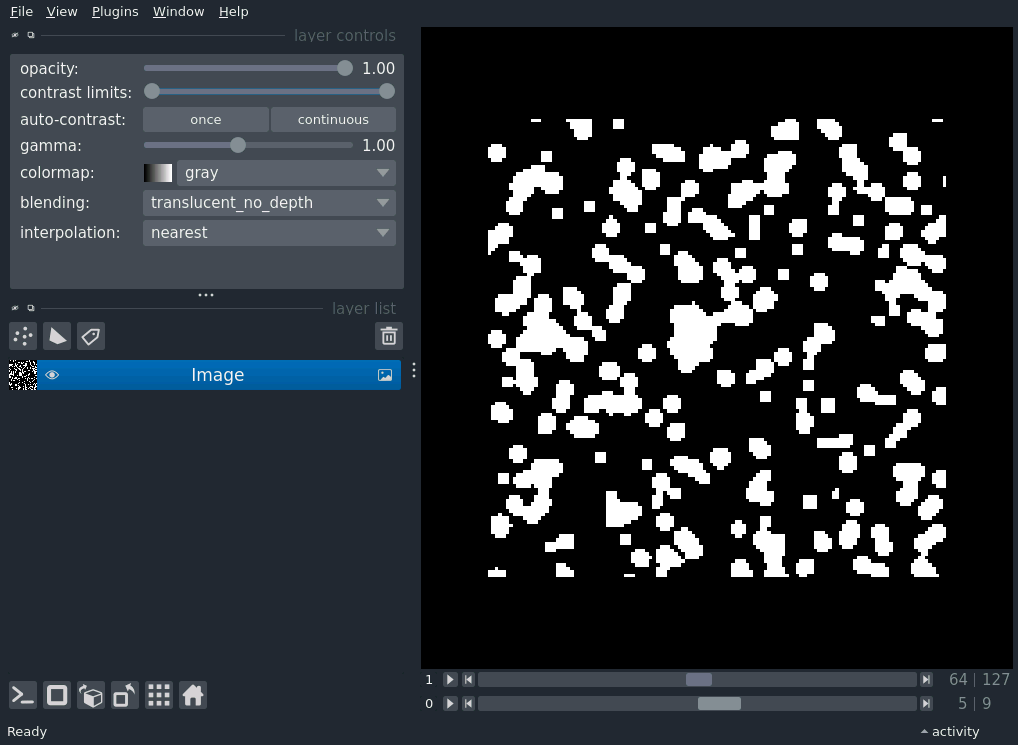 File View Plugins Window Help
layer controls
opacity: 1.00
contrast limits:
auto-contrast: once continuous
gamma: 1.00
colormap: gray
blending: translucent_no_depth
interpolation: nearest
layer list
Image
1 64 | 127
0 5 | 9
Ready activity